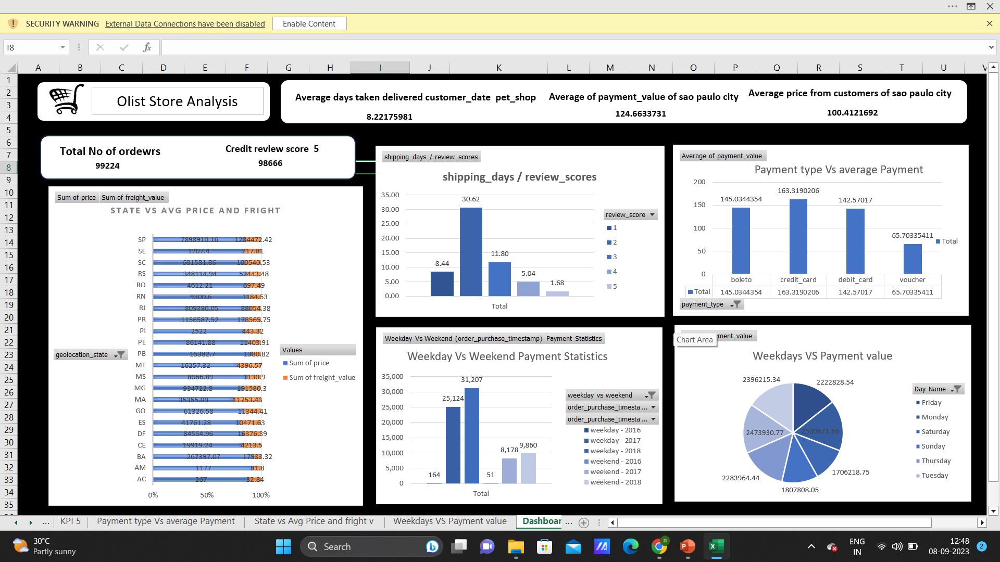 SECURITY WARNING External Data Connections have been disabled Enable Content
I8 fx
A B C D E F G H I J K L M N O P Q R S T U V
1
2
3
4
5
6
7
8
9
10
11
12
13
14
15
16
17
18
19
20
21
22
23
24
25
26
27
28
29
30
31
32
33
34
35
Olist Store Analysis
Average days taken delivered customer_date pet_shop
8.22175981
Average of payment_value of sao paulo city
124.6633731
Average price from customers of sao paulo city
100.4121692
Total No of ordewrs
99224
Credit review score 5
98666
Sum of price Sum of freight_value
STATE VS AVG PRICE AND FRIGHT
SP 7898910.16 1284472.42
SE 1207.4 217.81
SC 601581.86 100540.53
RS 348114.94 52443.48
RO 4612.21 697.49
RN 9300.6 1184.53
RJ 809390.05 88054.38
PR 1156587.52 178565.75
PI 2522 443.32
PE 86141.88 11403.91
PB 15382.7 1380.82
MT 16257.32 4396.57
MS 8066.89 1130.9
MG 934722.8 191580.3
MA 35355.09 11753.43
GO 61326.58 11344.41
ES 41761.28 10471.63
DF 84554.96 16376.39
CE 19919.24 4213.5
BA 267397.07 17933.32
AM 1177 81.8
AC 267 32.84
0% 50% 100%
geolocation_state
Values
Sum of price
Sum of freight_value
shipping_days / review_scores
shipping_days / review_scores
35.00
30.00
25.00
20.00
15.00
10.00
5.00
0.00
8.44
30.62
11.80
5.04
1.68
Total
review_score
1
2
3
4
5
Average of payment_value
Payment type Vs average Payment
200
150
100
50
0
145.0344354
163.3190206
142.57017
65.70335411
Total
boleto credit_card debit_card voucher
Total 145.0344354 163.3190206 142.57017 65.70335411
payment_type
Weekday Vs Weekend (order_purchase_timestamp) Payment Statistics
Weekday Vs Weekend Payment Statistics
35,000
30,000
25,000
20,000
15,000
10,000
5,000
0
164
25,124
31,207
51
8,178
9,860
Total
weekday vs weekend
order_purchase_timesta ...
order_purchase_timesta ...
weekday - 2016
weekday - 2017
weekday - 2018
weekend - 2016
weekend - 2017
weekend - 2018
Chart Area
yment_value
Weekdays VS Payment value
2396215.34
2222828.54
2473930.77
2530671.56
2283964.44
1706218.75
1807808.05
Day Name
Friday
Monday
Saturday
Sunday
Thursday
Tuesday
... KPI 5 Payment type Vs average Payment State vs Avg Price and fright v Weekdays VS Payment value Dashboar ...
30°C
Partly sunny
Search
ENG
IN
12:48
08-09-2023
2